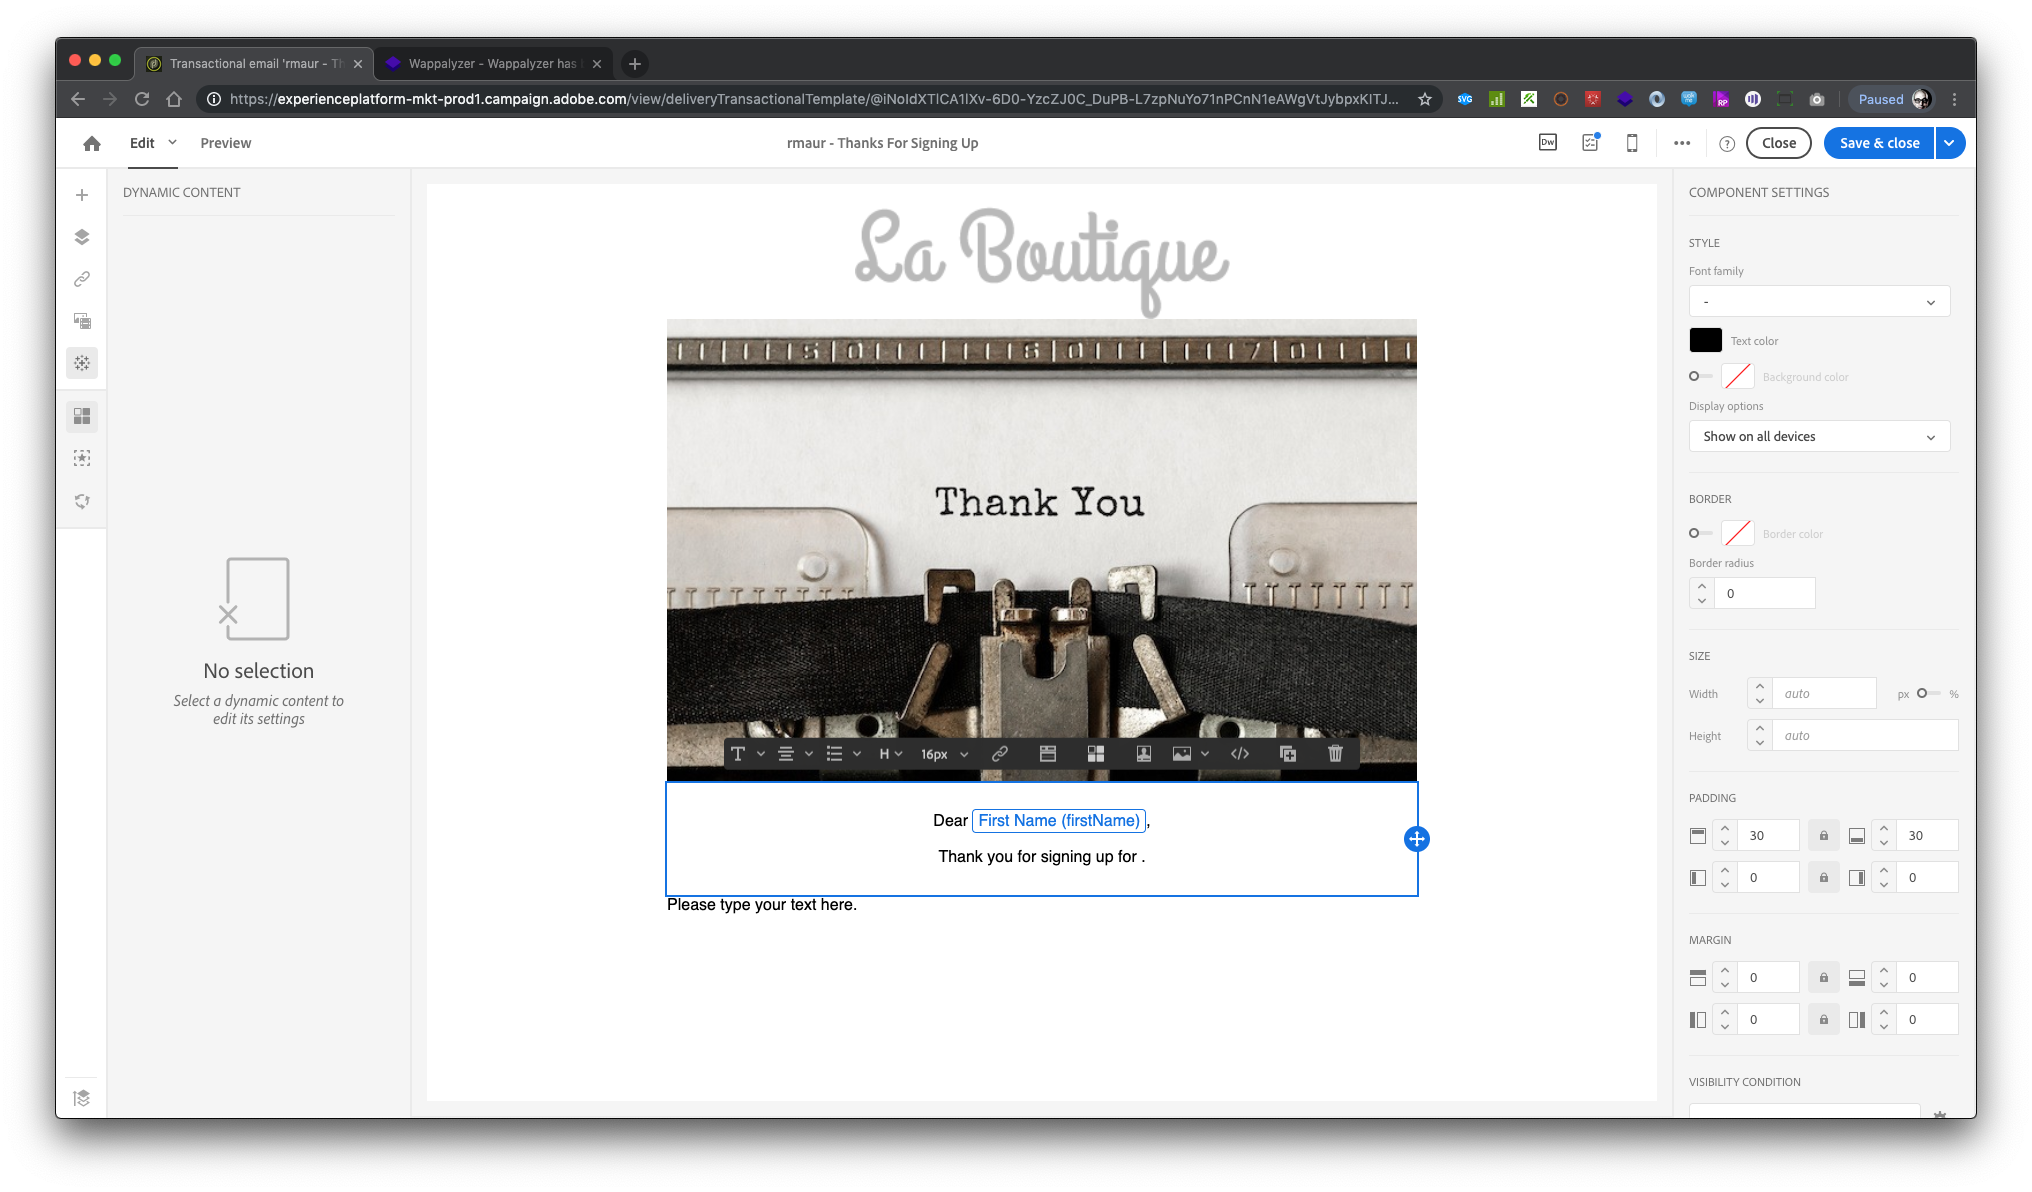 Transactional email 'rmaur - Th
Wappalyzer - Wappalyzer has
https://experienceplatform-mkt-prod1.campaign.adobe.com/view/deliveryTransactionalTemplate/@iNoIdXTlCA1lXv-6D0-YzcZJ0C_DuPB-L7zpNuYo71nPCnN1eAWgVtJybpxKITJ...
SVG
RP
Paused
Edit
Preview
rmaur - Thanks For Signing Up
Dw
Close
Save & close
DYNAMIC CONTENT
No selection
Select a dynamic content to
edit its settings
La Boutique
Thank You
H
16px
Dear First Name (firstName),
Thank you for signing up for .
Please type your text here.
COMPONENT SETTINGS
STYLE
Font family
-
Text color
Background color
Display options
Show on all devices
BORDER
Border color
Border radius
0
SIZE
Width
auto
px
%
Height
auto
PADDING
30
30
0
0
MARGIN
0
0
0
0
VISIBILITY CONDITION